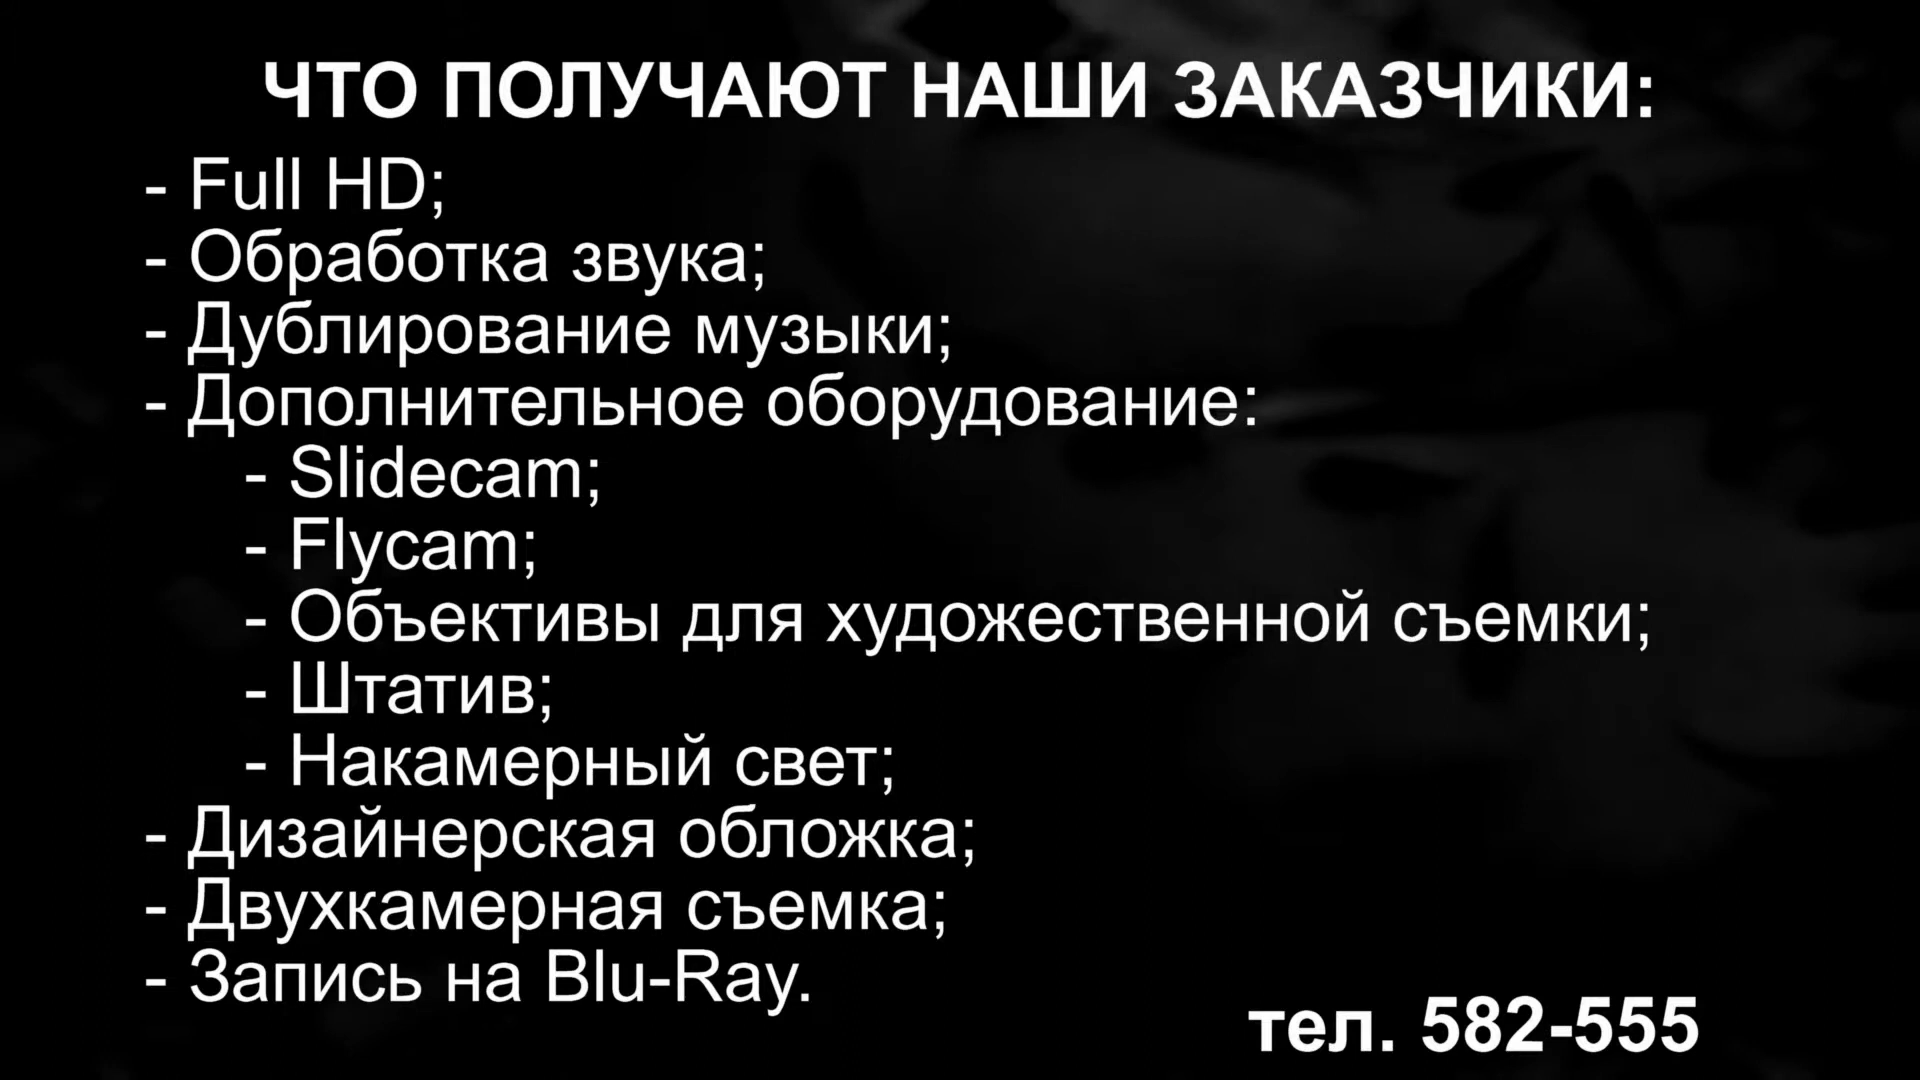 ЧТО ПОЛУЧАЮТ НАШИ ЗАКАЗЧИКИ:
- Full HD;
- Обработка звука;
- Дублирование музыки;
- Дополнительное оборудование:
- Slidecam;
- Flycam;
- Объективы для художественной съемки;
- Штатив;
- Накамерный свет;
- Дизайнерская обложка;
- Двухкамерная съемка;
- Запись на Blu-Ray.
тел. 582-555